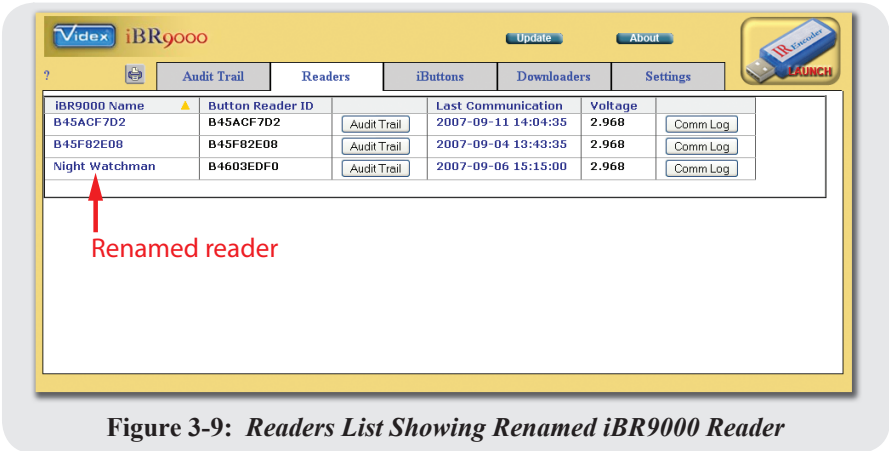 Videx iBR9000
Update About
IR Encoder
LAUNCH
? Audit Trail Readers iButtons Downloaders Settings
iBR9000 Name Button Reader ID Last Communication Voltage
B45ACF7D2 B45ACF7D2 Audit Trail 2007-09-11 14:04:35 2.968 Comm Log
B45F82E08 B45F82E08 Audit Trail 2007-09-04 13:43:35 2.968 Comm Log
Night Watchman B4603EDF0 Audit Trail 2007-09-06 15:15:00 2.968 Comm Log
Renamed reader
Figure 3-9: Readers List Showing Renamed iBR9000 Reader